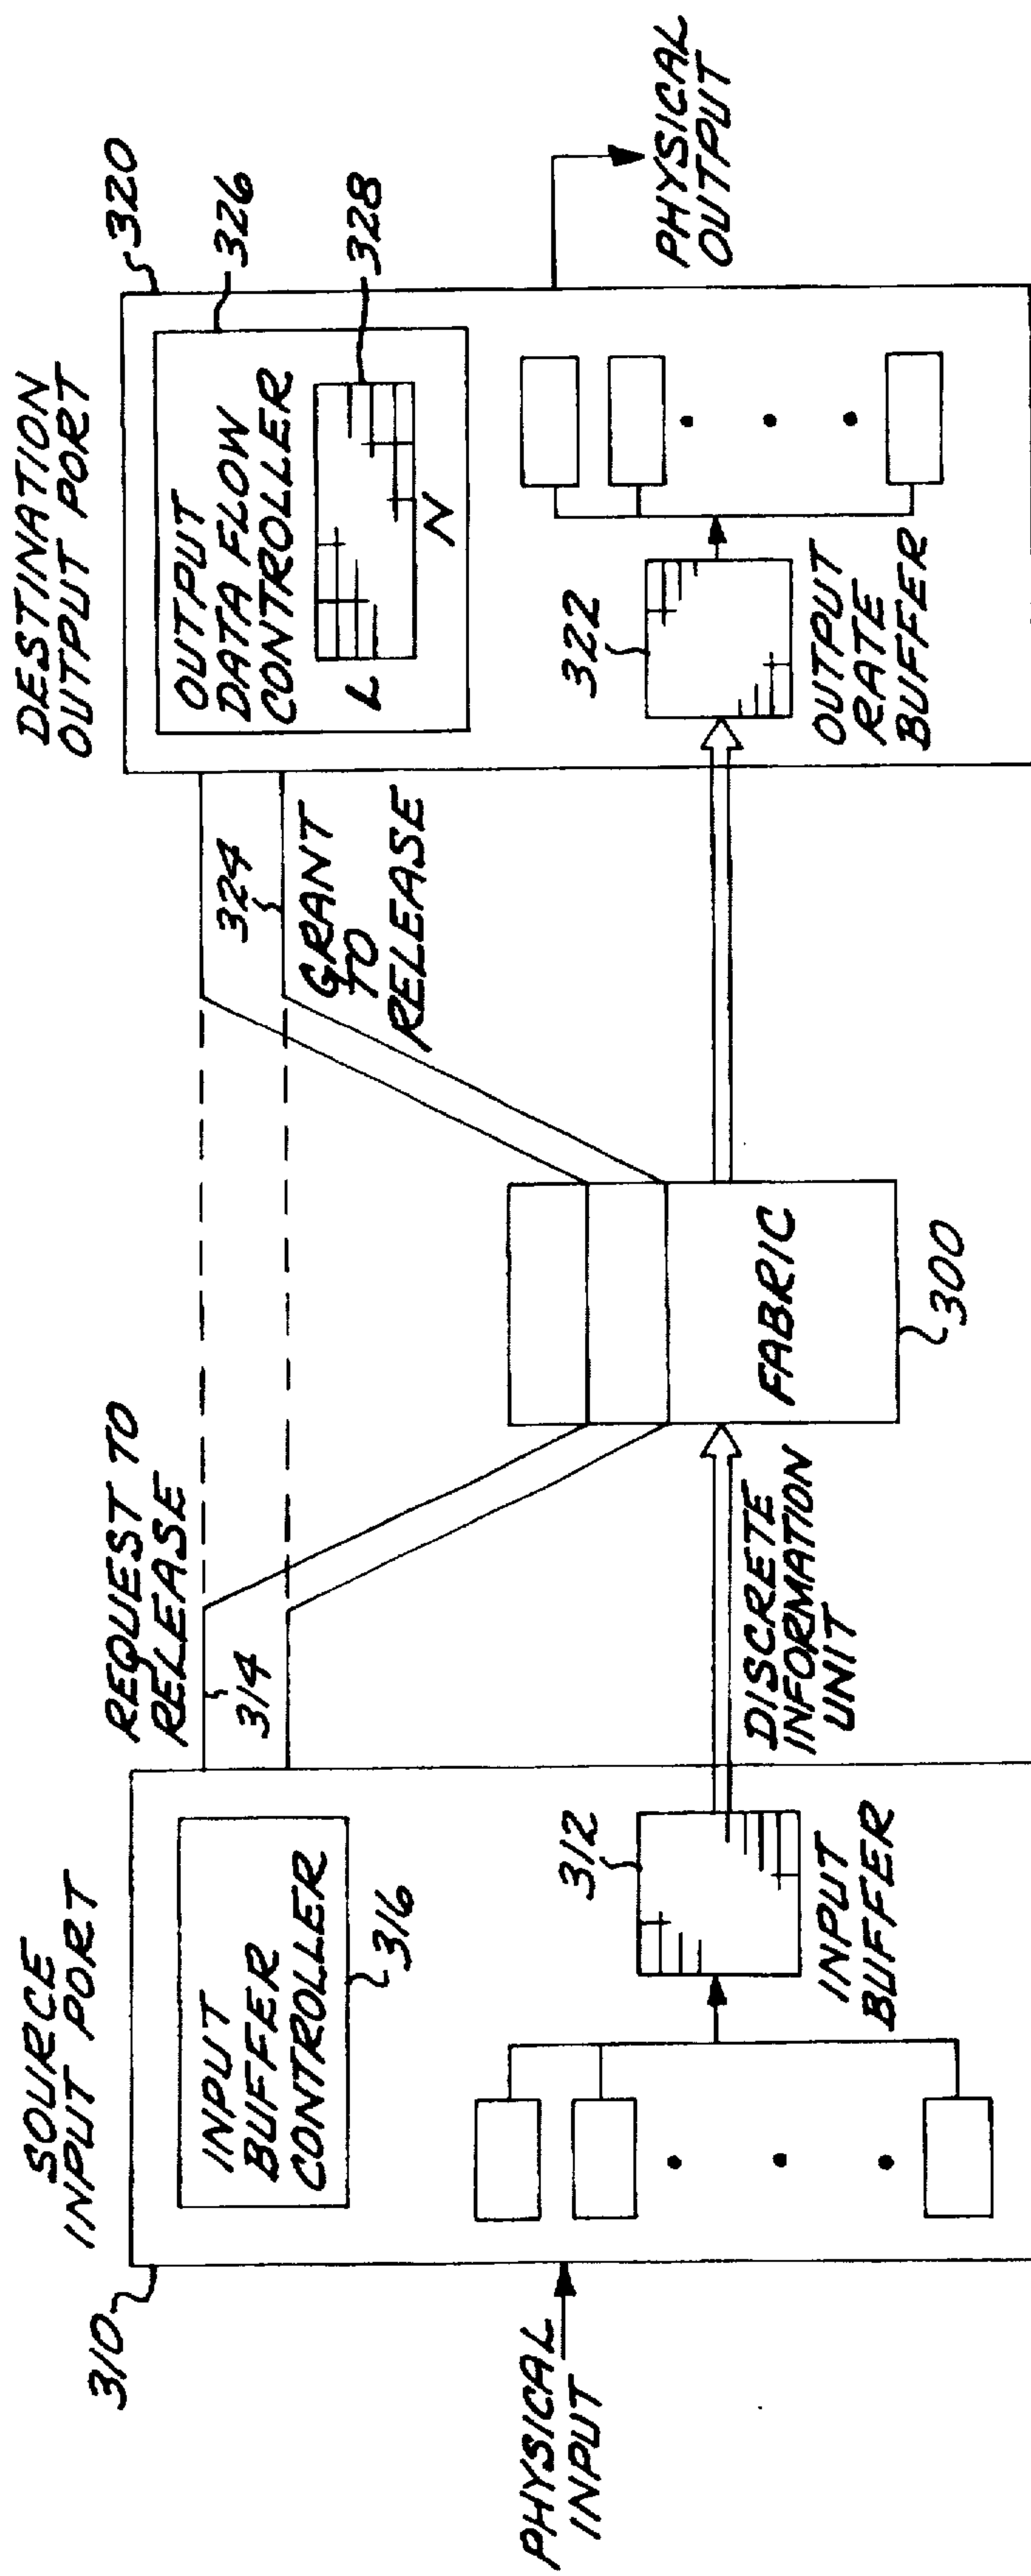 SOURCE
INPUT PORT
310
INPUT
BUFFER
CONTROLLER
316
PHYSICAL
INPUT
312
INPUT
BUFFER
REQUEST TO
RELEASE
314
DISCRETE
INFORMATION
UNIT
FABRIC
300
324
GRANT
TO
RELEASE
DESTINATION
OUTPUT PORT
320
OUTPUT
DATA FLOW
CONTROLLER
326
L
N
328
322
OUTPUT
RATE
BUFFER
PHYSICAL
OUTPUT